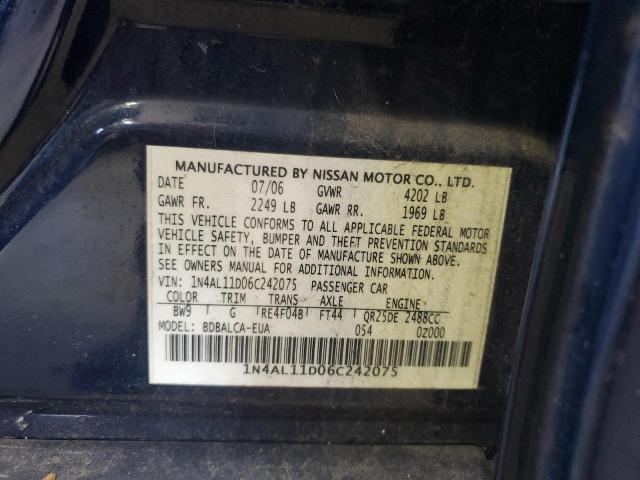 MANUFACTURED BY NISSAN MOTOR CO., LTD.
DATE 07/06 GVWR 4202 LB
GAWR FR. 2249 LB GAWR RR. 1969 LB
THIS VEHICLE CONFORMS TO ALL APPLICABLE FEDERAL MOTOR
VEHICLE SAFETY, BUMPER AND THEFT PREVENTION STANDARDS
IN EFFECT ON THE DATE OF MANUFACTURE SHOWN ABOVE.
SEE OWNERS MANUAL FOR ADDITIONAL INFORMATION.
VIN: 1N4AL11D06C242075 PASSENGER CAR
COLOR TRIM TRANS AXLE ENGINE
BW9 G RE4F04B FT44 QR25DE 2488CC
MODEL: BDBALCA-EUA 0S4 0Z000
1N4AL11D06C242075